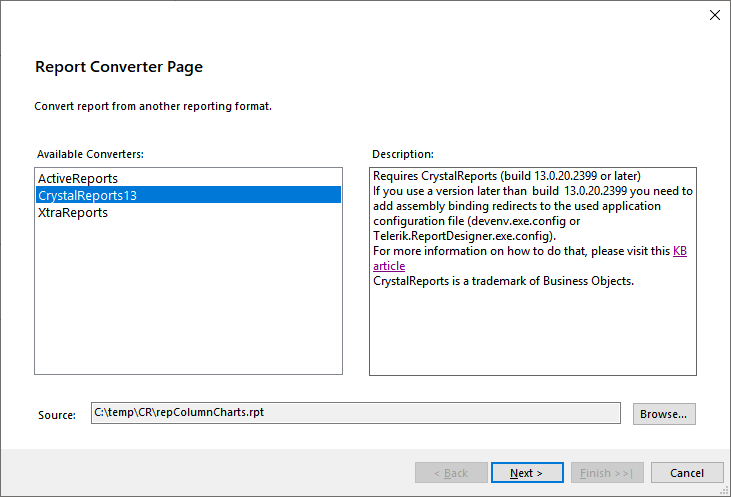 Report Converter Page
Convert report from another reporting format.
Available Converters:
ActiveReports
CrystalReports13
XtraReports
Description:
Requires CrystalReports (build 13.0.20.2399 or later)
If you use a version later than  build  13.0.20.2399 you need to
add assembly binding redirects to the used application
configuration file (devenv.exe.config or
Telerik.ReportDesigner.exe.config).
For more information on how to do that, please visit this KB
article
CrystalReports is a trademark of Business Objects.
Source:
C:\temp\CR\repColumnCharts.rpt
Browse...
< Back
Next >
Finish >>|
Cancel